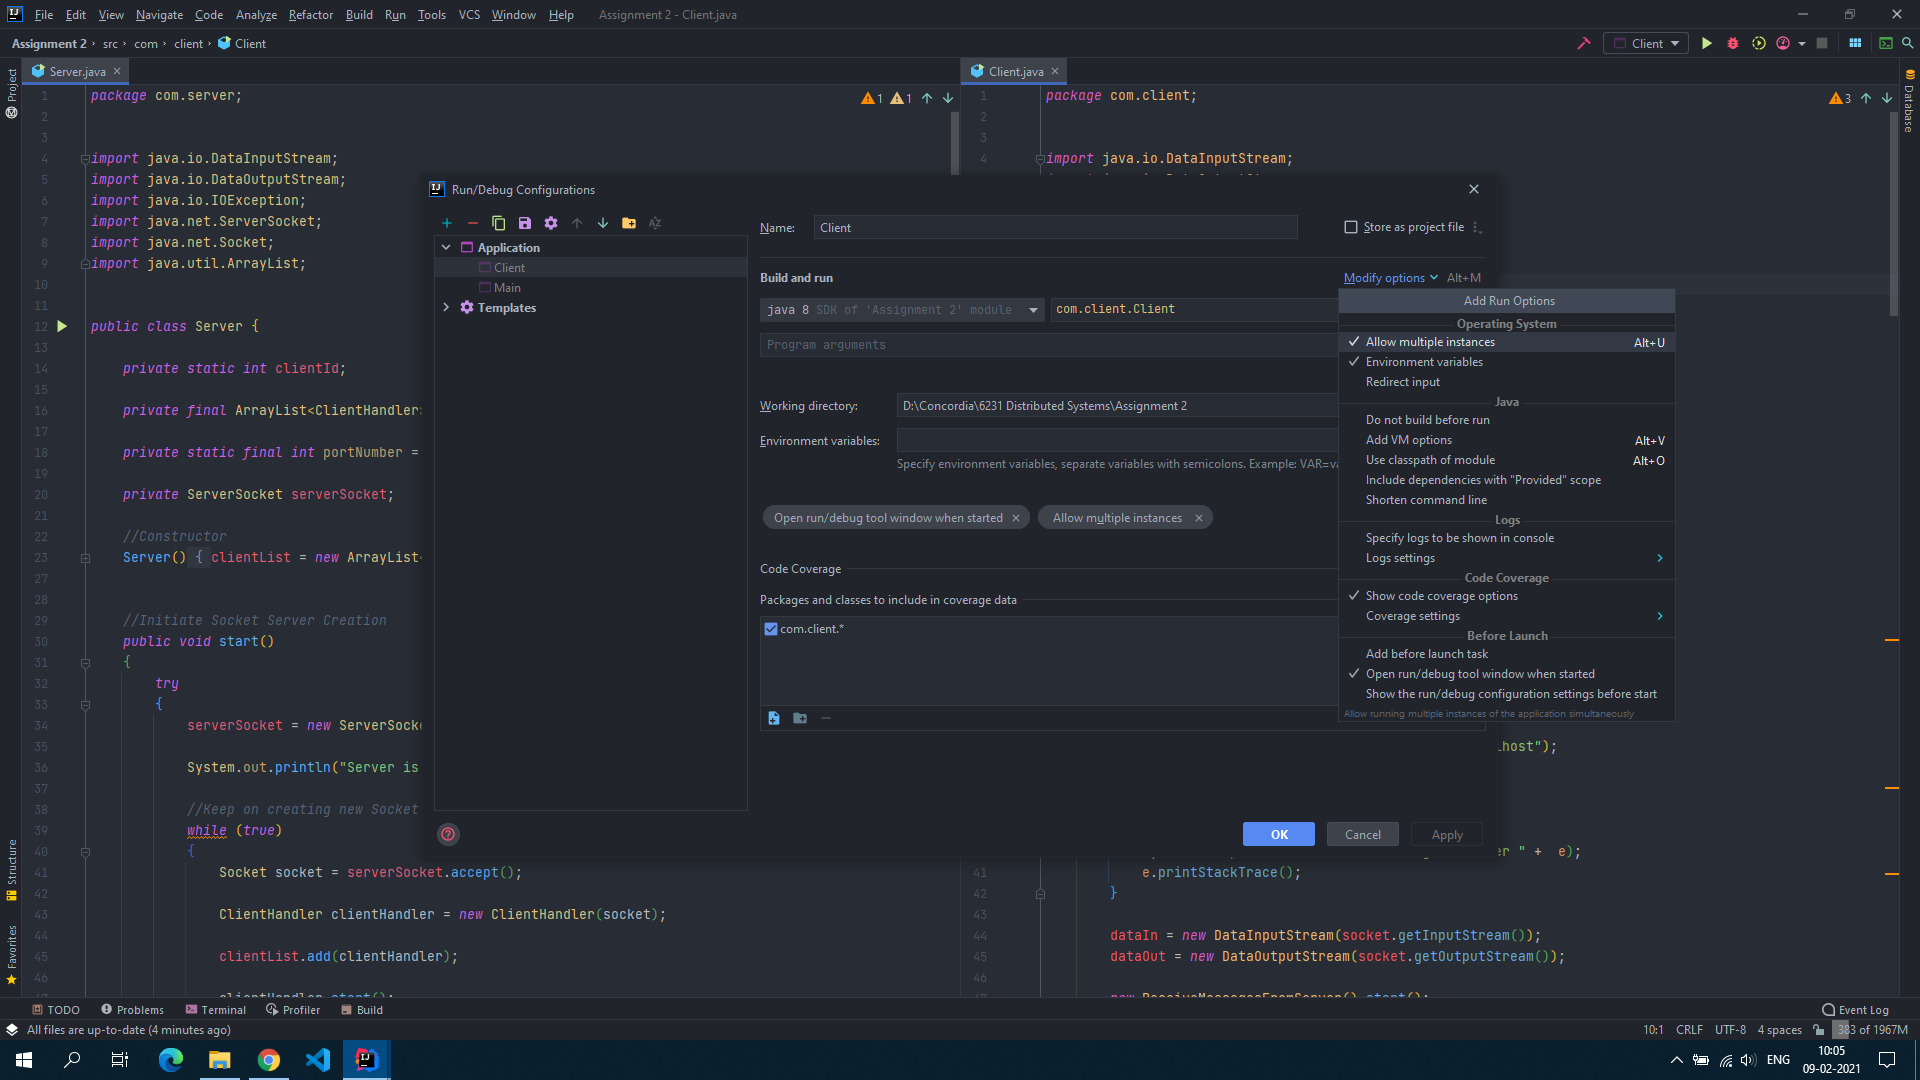 File Edit View Navigate Code Analyze Refactor Build Run Tools VCS Window Help Assignment 2 - Client.java
Assignment 2 src com client Client
Client
Project
Server.java
Client.java
Database
1 package com.server;
1 1
2
3
4 import java.io.DataInputStream;
5 import java.io.DataOutputStream;
6 import java.io.IOException;
7 import java.net.ServerSocket;
8 import java.net.Socket;
9 import java.util.ArrayList;
10
11
12 public class Server {
13
14 private static int clientId;
15
16 private final ArrayList<ClientHandler>
17
18 private static final int portNumber =
19
20 private ServerSocket serverSocket;
21
22 //Constructor
23 Server() { clientList = new ArrayList<
27
28
29 //Initiate Socket Server Creation
30 public void start()
31 {
32 try
33 {
34 serverSocket = new ServerSocke
35
36 System.out.println("Server is
37
38 //Keep on creating new Socket
39 while (true)
40 {
41 Socket socket = serverSocket.accept();
42
43 ClientHandler clientHandler = new ClientHandler(socket);
44
45 clientList.add(clientHandler);
46
clientHandler.start();
1 package com.client;
3
2
3
4 import java.io.DataInputStream;
lhost");
er " + e);
41 e.printStackTrace();
42 }
43
44 dataIn = new DataInputStream(socket.getInputStream());
45 dataOut = new DataOutputStream(socket.getOutputStream());
46
new ReceiveMessagesFromServer().start();
Run/Debug Configurations
Application
Client
Main
Templates
Name: Client
Store as project file
Build and run
Modify options Alt+M
java 8 SDK of 'Assignment 2' module
com.client.Client
Program arguments
Working directory: D:\Concordia\6231 Distributed Systems\Assignment 2
Environment variables:
Specify environment variables, separate variables with semicolons. Example: VAR=va
Open run/debug tool window when started
Allow multiple instances
Code Coverage
Packages and classes to include in coverage data
com.client.*
OK Cancel Apply
Add Run Options
Operating System
Allow multiple instances Alt+U
Environment variables
Redirect input
Java
Do not build before run
Add VM options Alt+V
Use classpath of module Alt+O
Include dependencies with "Provided" scope
Shorten command line
Logs
Specify logs to be shown in console
Logs settings
Code Coverage
Show code coverage options
Coverage settings
Before Launch
Add before launch task
Open run/debug tool window when started
Show the run/debug configuration settings before start
Allow running multiple instances of the application simultaneously
Structure
Favorites
TODO Problems Terminal Profiler Build
Event Log
All files are up-to-date (4 minutes ago)
10:1 CRLF UTF-8 4 spaces 383 of 1967M
ENG
10:05
09-02-2021